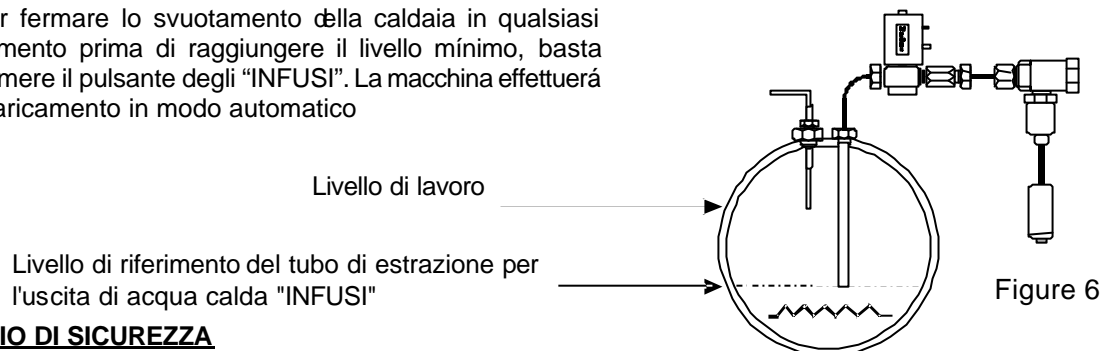 r fermare lo svuotamento della caldaia in qualsiasi
mento prima di raggiungere il livello mínimo, basta
mere il pulsante degli “INFUSI”. La macchina effettuerá
aricamento in modo automatico
Livello di lavoro
Livello di riferimento del tubo di estrazione per
l'uscita di acqua calda "INFUSI"
Figure 6
IO DI SICUREZZA